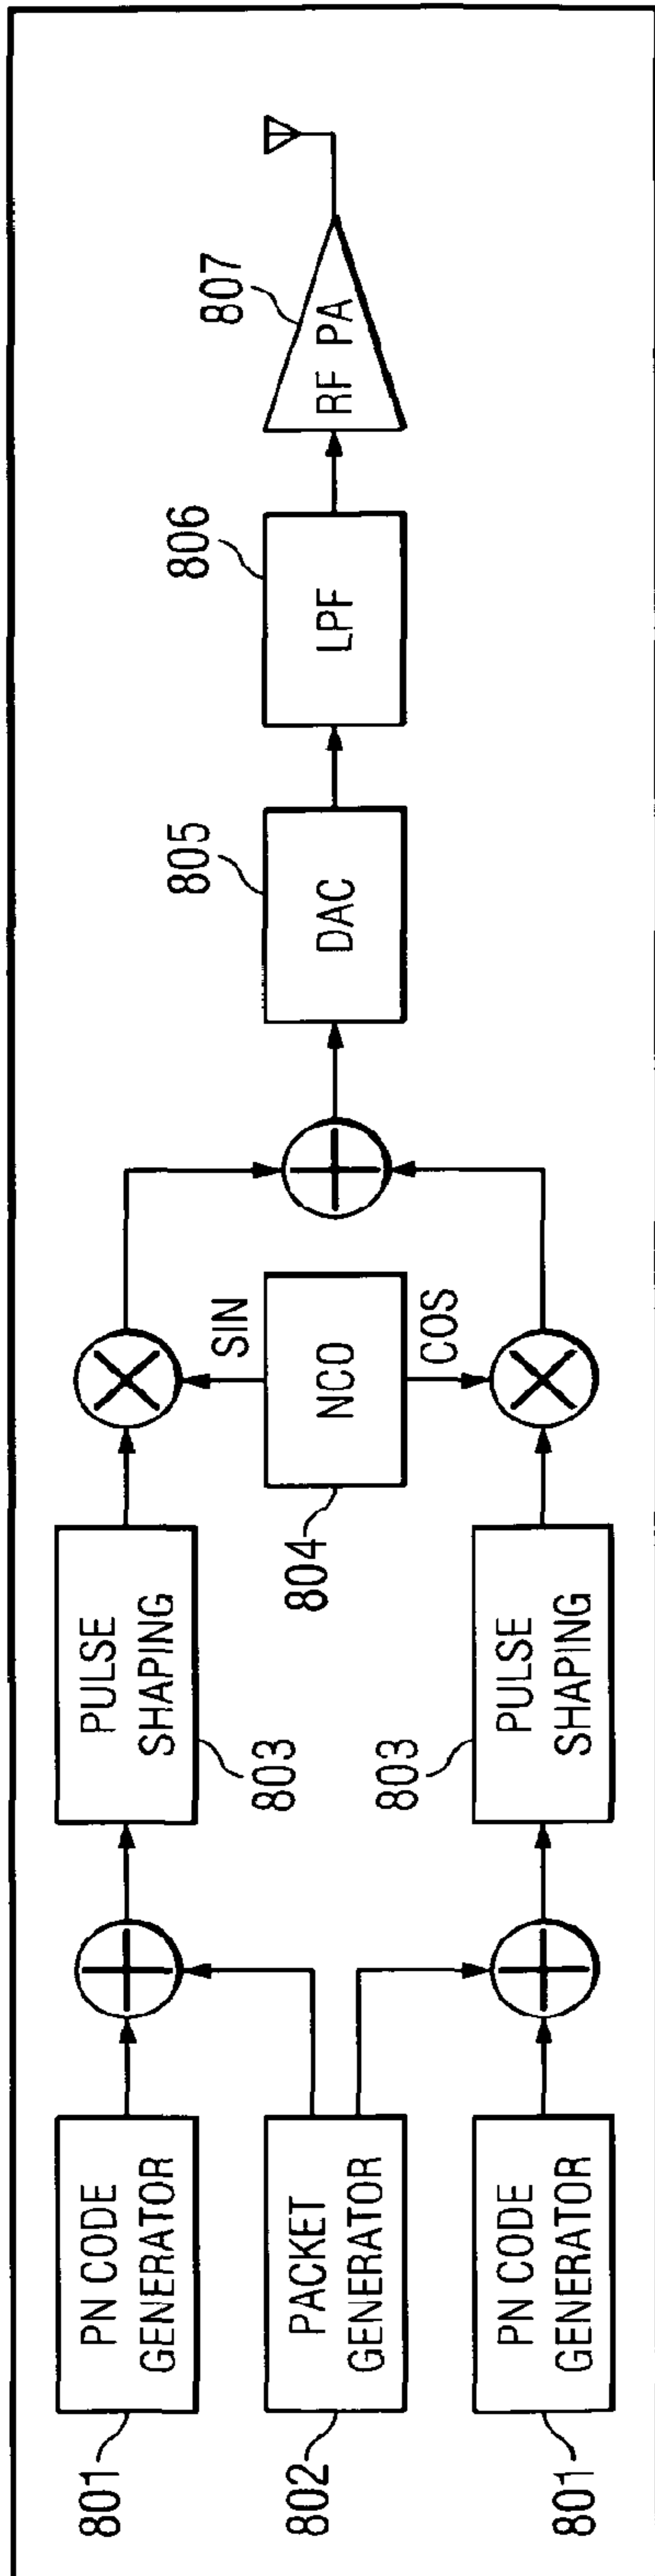 801
PN CODE
GENERATOR
802
PACKET
GENERATOR
801
PN CODE
GENERATOR
PULSE
SHAPING
803
803
PULSE
SHAPING
SIN
NCO
804
COS
805
DAC
806
LPF
807
RF PA